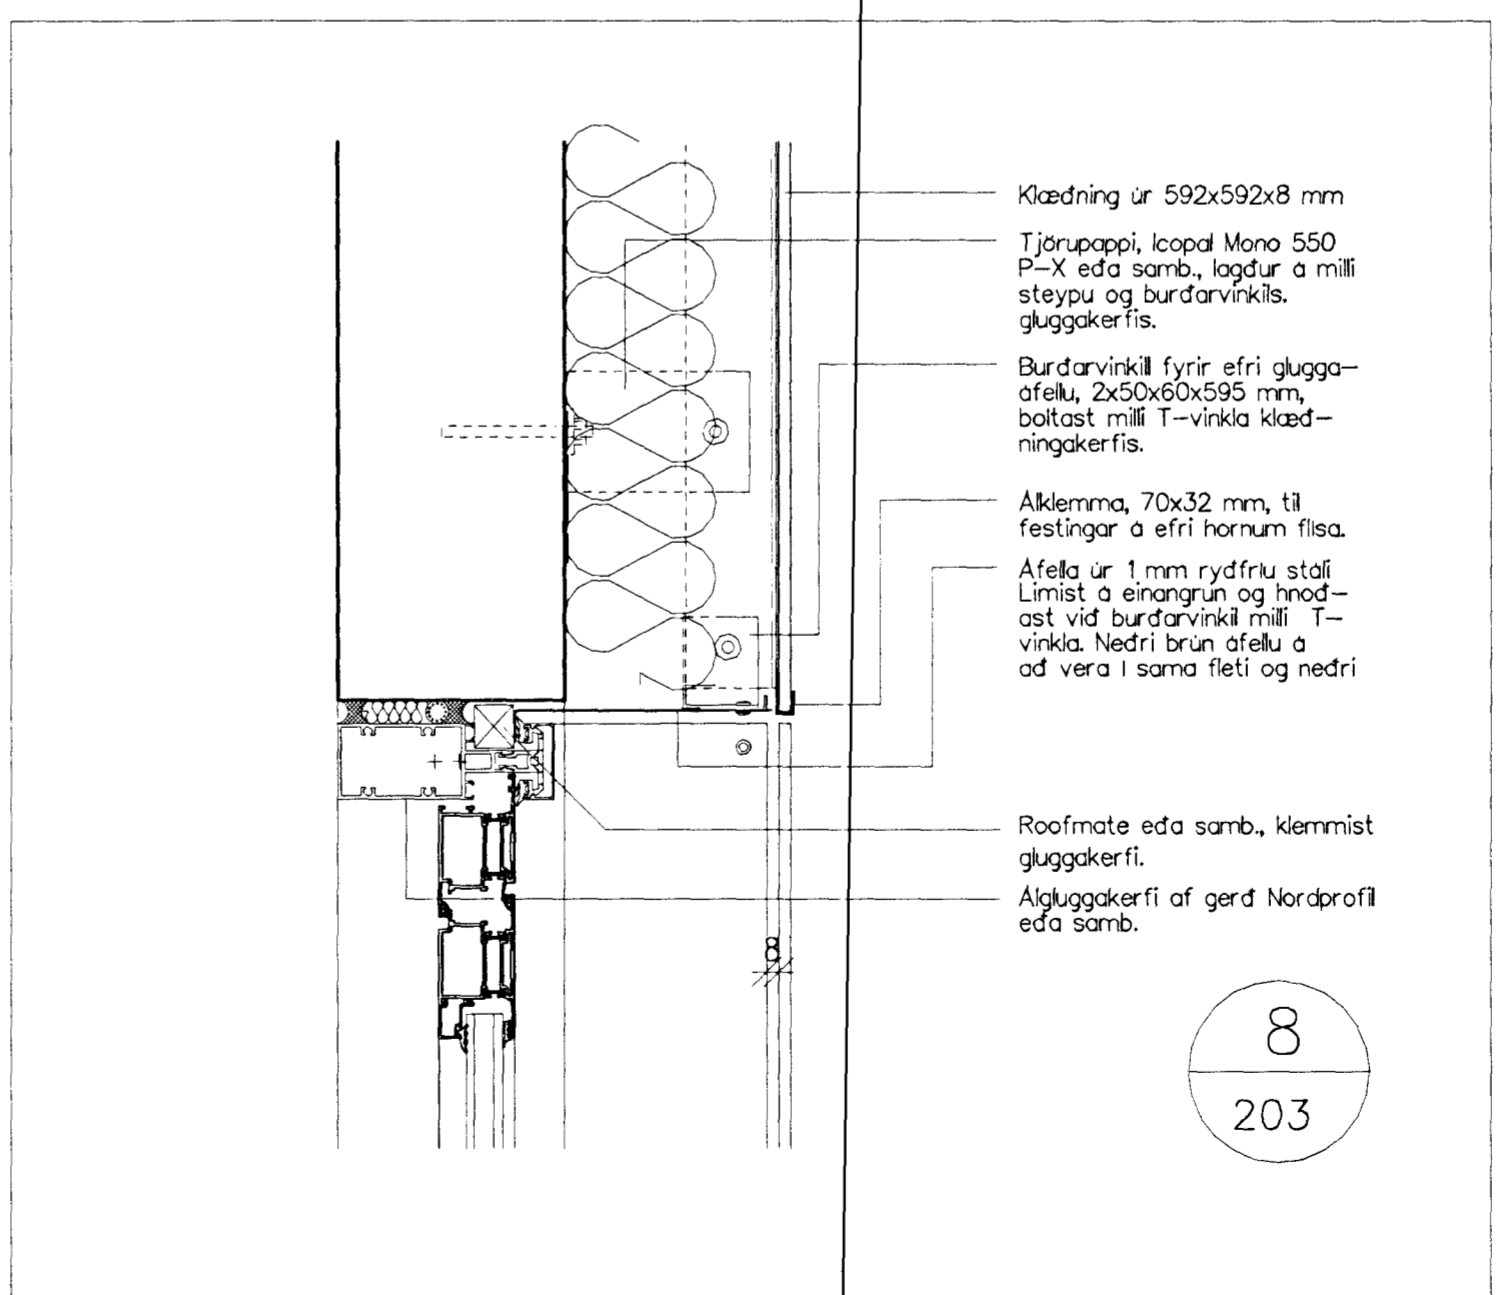 Klæðning úr 592x592x8 mm
Tjörupappi, Icopal Mono 550
P–X eða samb., lagður á milli
steypu og burðarvinkils.
gluggakerfis.
Burðarvinkill fyrir efri glugga–
áfellu, 2x50x60x595 mm,
boltast milli T–vinkla klæð–
ningakerfis.
Álklemma, 70x32 mm, til
festingar á efri hornum flísa.
Áfella úr 1 mm ryðfríu stáli
Límist á einangrun og hnoð–
ast við burðarvinkil milli T–
vinkla. Neðri brún áfellu á
að vera í sama fleti og neðri
Roofmate eða samb., klemmist
gluggakerfi.
Álgluggakerfi af gerð Nordprofil
eða samb.
8
8
203